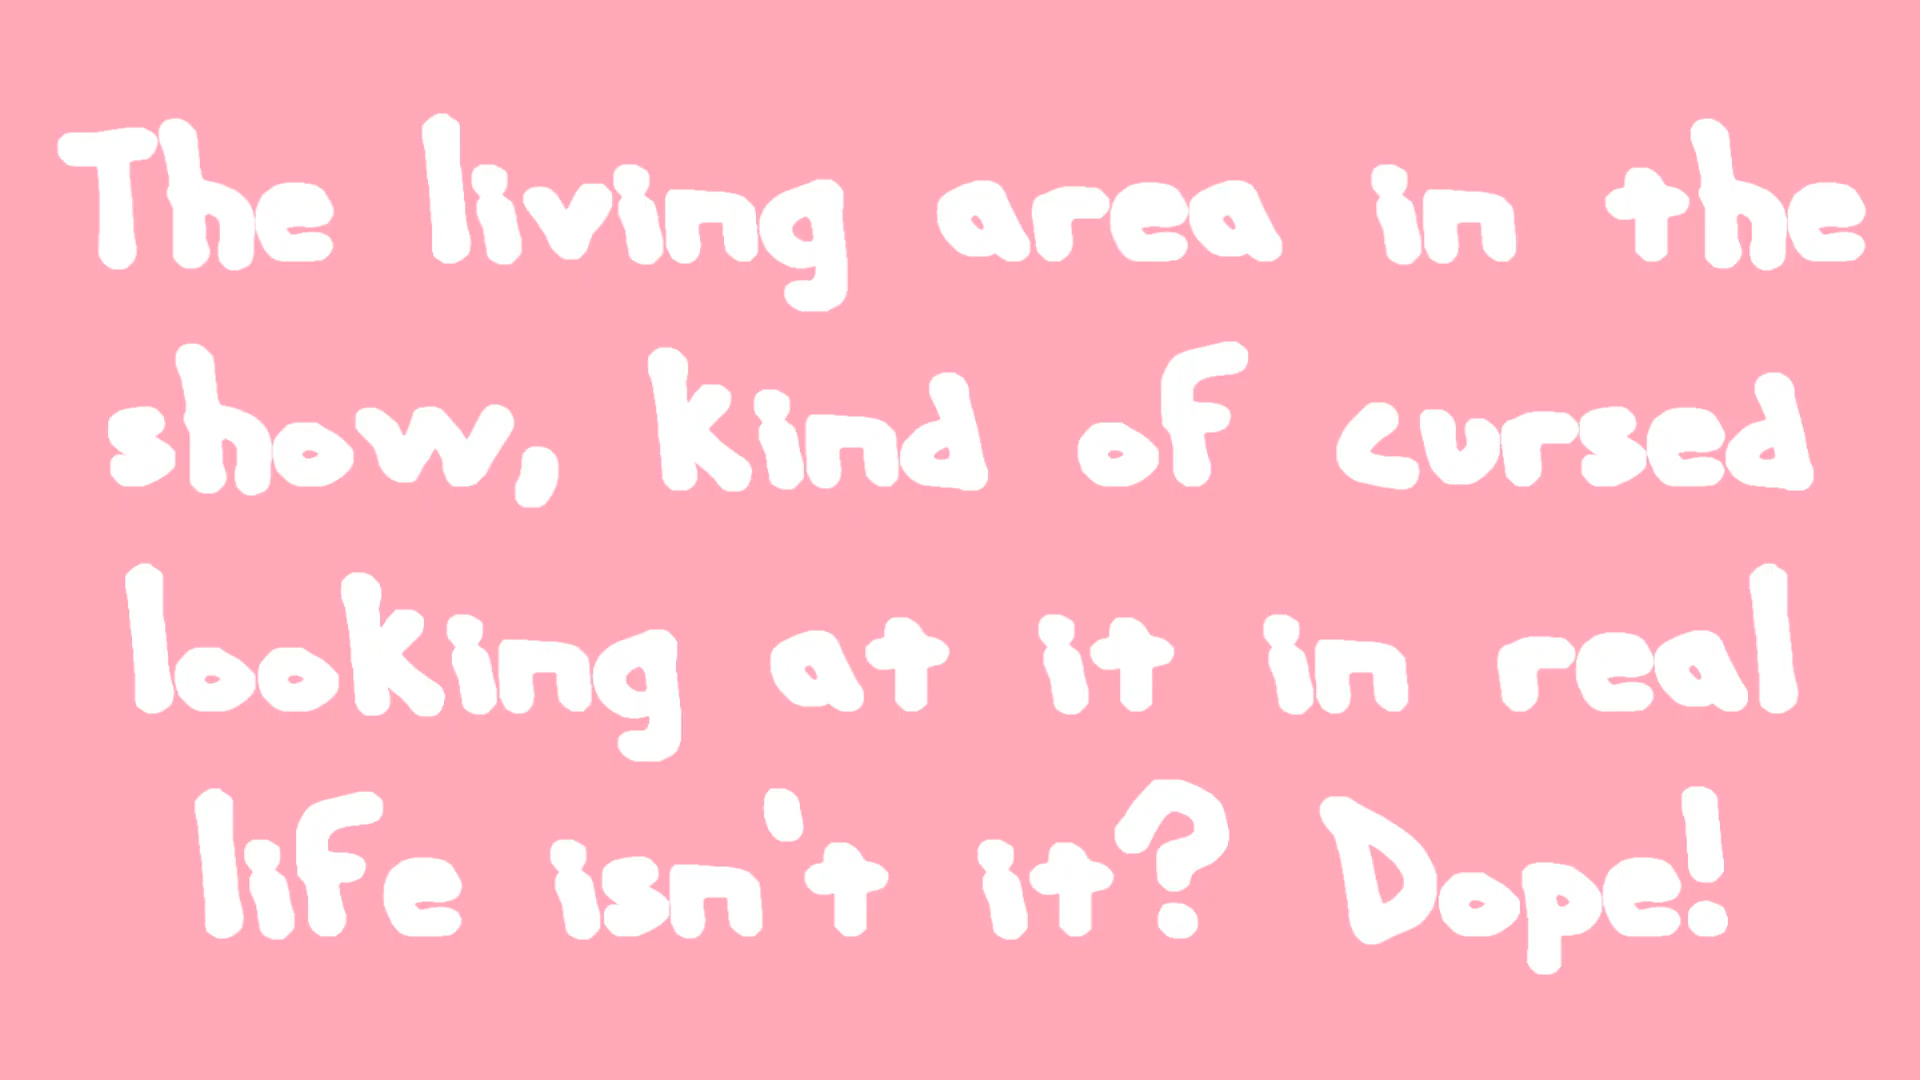 The living area in the
show, kind of cursed
looking at it in real
life isn't it? Dope!